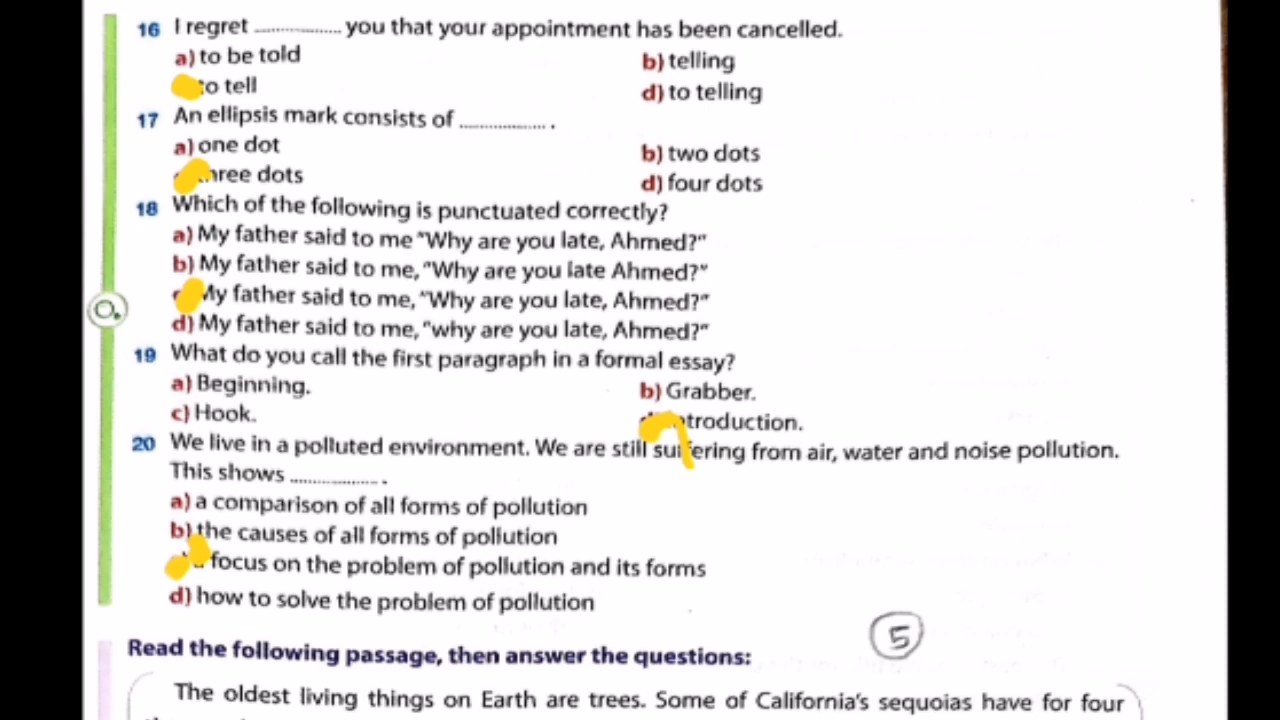 16 I regret ................ you that your appointment has been cancelled.
a) to be told
b) telling
to tell
d) to telling
17 An ellipsis mark consists of ................ .
a) one dot
b) two dots
three dots
d) four dots
18 Which of the following is punctuated correctly?
a) My father said to me "Why are you late, Ahmed?"
b) My father said to me, "Why are you late Ahmed?"
My father said to me, "Why are you late, Ahmed?"
d) My father said to me, "why are you late, Ahmed?"
19 What do you call the first paragraph in a formal essay?
a) Beginning.
b) Grabber.
c) Hook.
Introduction.
20 We live in a polluted environment. We are still suffering from air, water and noise pollution.
This shows ................ .
a) a comparison of all forms of pollution
b) the causes of all forms of pollution
focus on the problem of pollution and its forms
d) how to solve the problem of pollution
5
Read the following passage, then answer the questions:
The oldest living things on Earth are trees. Some of California's sequoias have for four